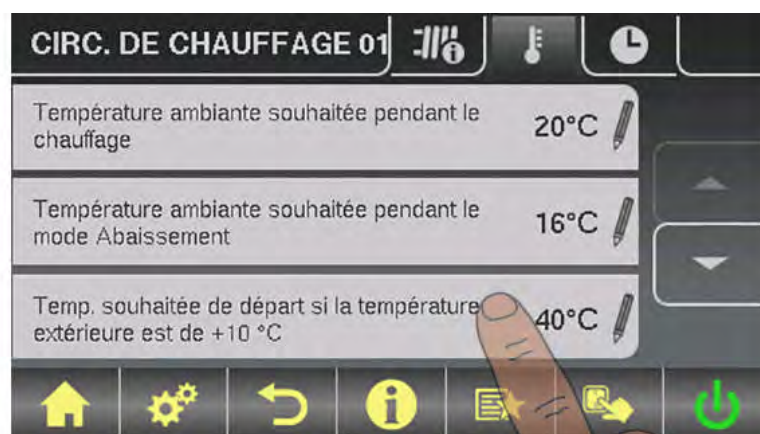 CIRC. DE CHAUFFAGE 01
Température ambiante souhaitée pendant le
chauffage
20°C
Température ambiante souhaitée pendant le
mode Abaissement
16°C
Temp. souhaitée de départ si la température
extérieure est de +10 °C
40°C